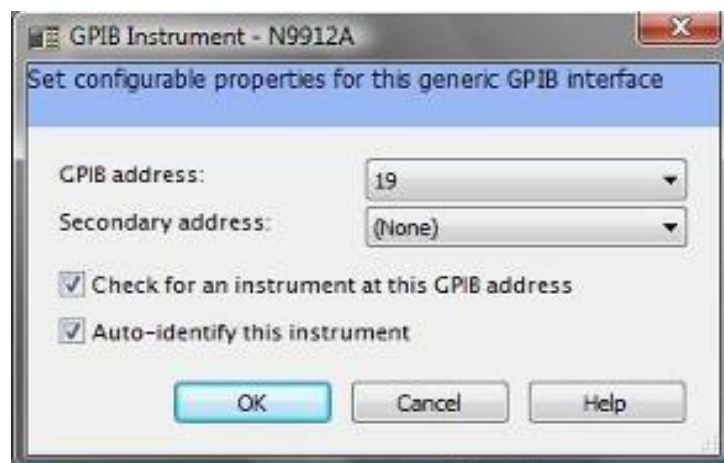 GPIB Instrument - N9912A
Set configurable properties for this generic GPIB interface
GPIB address:
19
Secondary address:
(None)
Check for an instrument at this GPIB address
Auto-identify this instrument
OK
Cancel
Help